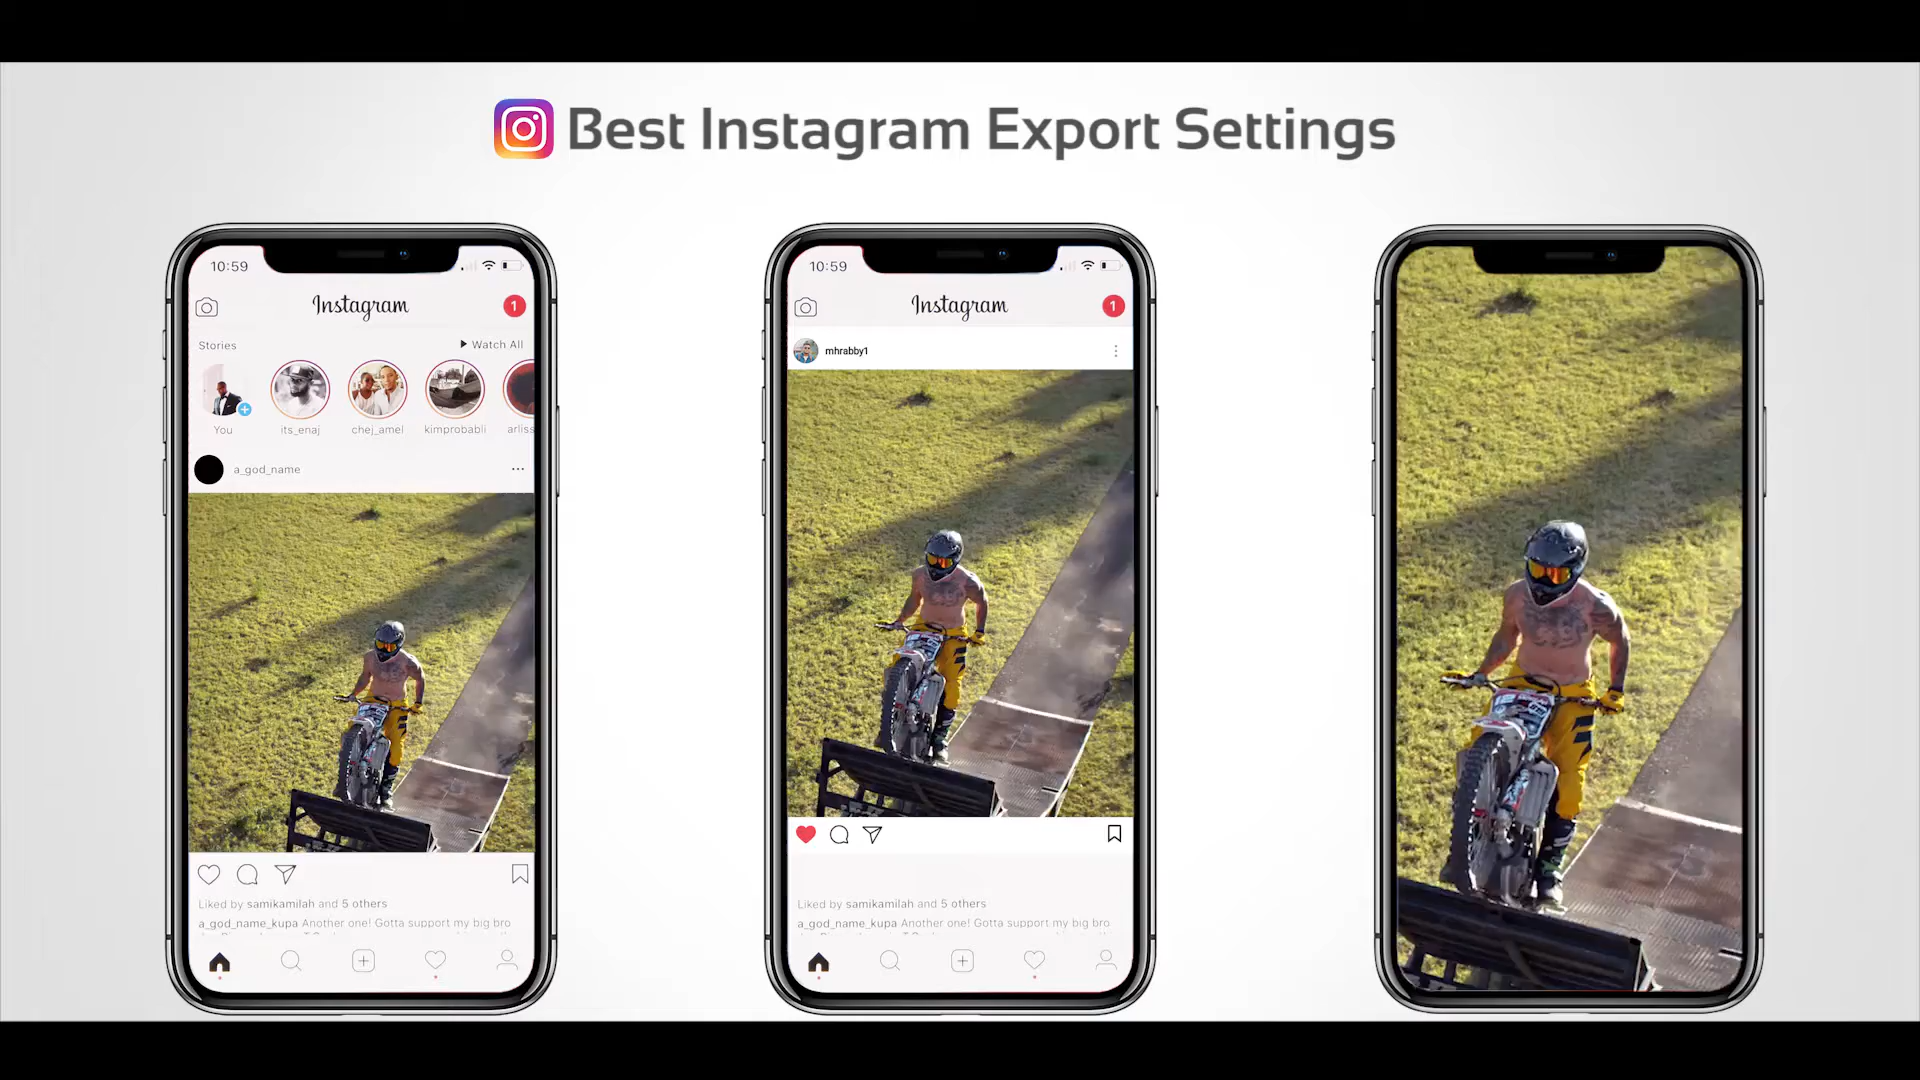 Best Instagram Export Settings
10:59
Instagram
1
Stories
Watch All
You
its_enaj
chej_amel
kimprobabli
arliss
a_god_name
Liked by samikamilah and 5 others
a_god_name_kupa Another one! Gotta support my big bro
10:59
Instagram
1
mhrabby1
Liked by samikamilah and 5 others
a_god_name_kupa Another one! Gotta support my big bro